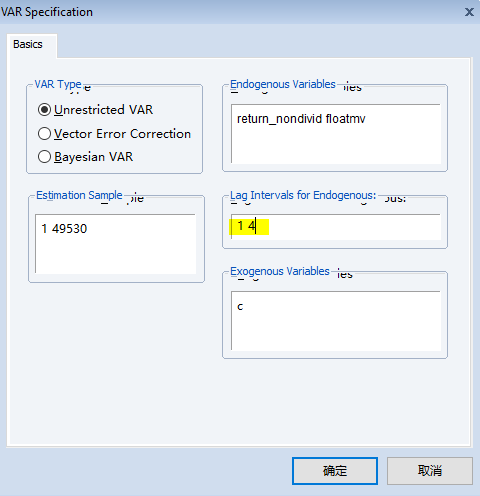 VAR Specification
Basics
VAR Type
Unrestricted VAR
Vector Error Correction
Bayesian VAR
Endogenous Variables
return_nondivid floatmv
Estimation Sample
1 49530
Lag Intervals for Endogenous:
1 4
Exogenous Variables
c
确定
取消